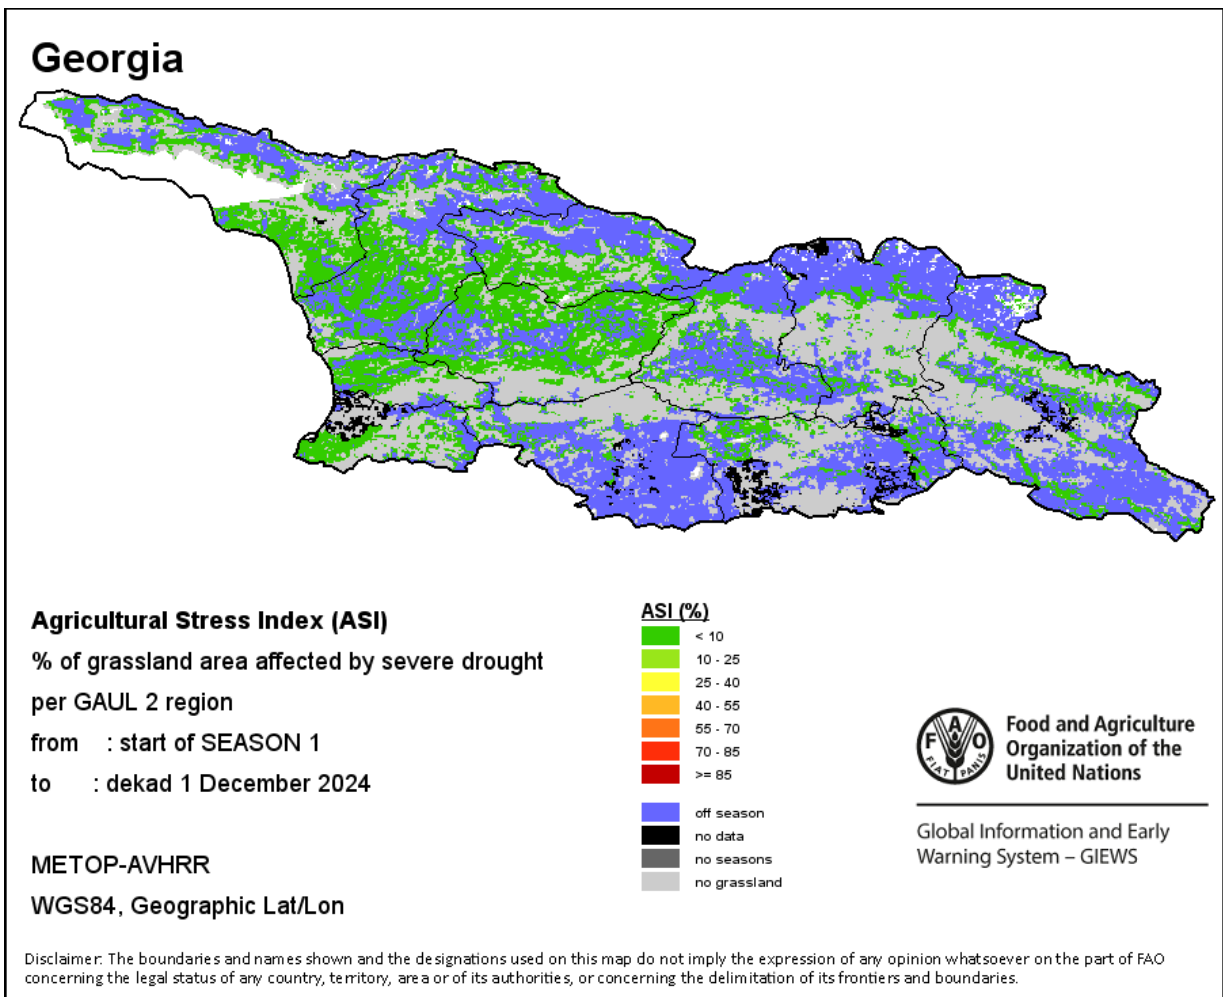 Georgia
Agricultural Stress Index (ASI)
% of grassland area affected by severe drought
per GAUL 2 region
from : start of SEASON 1
to : dekad 1 December 2024
METOP-AVHRR
WGS84, Geographic Lat/Lon
ASI (%)
< 10
10 - 25
25 - 40
40 - 55
55 - 70
70 - 85
>= 85
off season
no data
no seasons
no grassland
F A O
FIAT PANIS
Food and Agriculture
Organization of the
United Nations
Global Information and Early
Warning System – GIEWS
Disclaimer: The boundaries and names shown and the designations used on this map do not imply the expression of any opinion whatsoever on the part of FAO
concerning the legal status of any country, territory, area or of its authorities, or concerning the delimitation of its frontiers and boundaries.